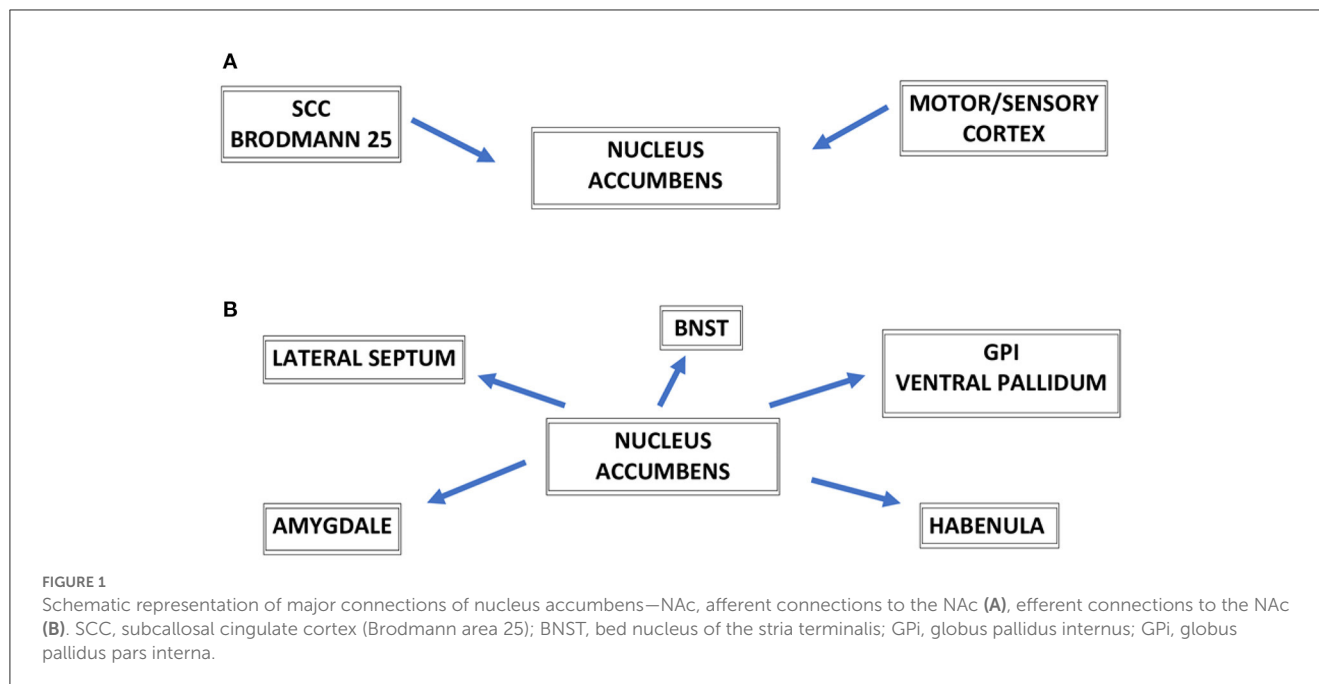 A
SCC
BRODMANN 25
NUCLEUS
ACCUMBENS
MOTOR/SENSORY
CORTEX
B
LATERAL SEPTUM
BNST
GPI
VENTRAL PALLIDUM
NUCLEUS
ACCUMBENS
AMYGDALE
HABENULA
FIGURE 1
Schematic representation of major connections of nucleus accumbens—NAc, afferent connections to the NAc (A), efferent connections to the NAc
(B). SCC, subcallosal cingulate cortex (Brodmann area 25); BNST, bed nucleus of the stria terminalis; GPi, globus pallidus internus; GPi, globus
pallidus pars interna.